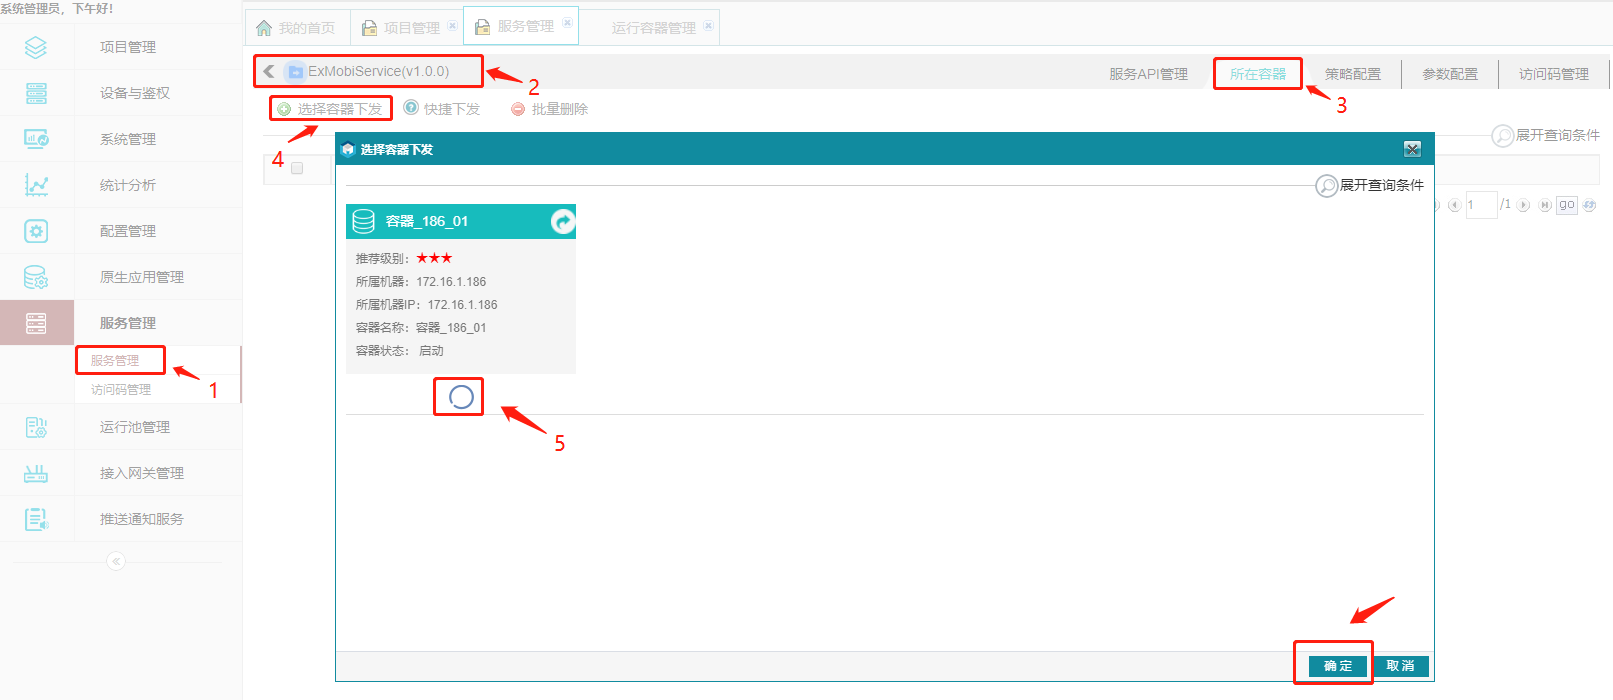 系统管理员，下午好!
我的首页
项目管理
服务管理
运行容器管理
项目管理
设备与鉴权
系统管理
统计分析
配置管理
原生应用管理
服务管理
服务管理
访问码管理
1
运行池管理
接入网关管理
推送通知服务
«
ExMobiService(v1.0.0)
2
服务API管理
所在容器
策略配置
参数配置
访问码管理
3
选择容器下发
快捷下发
批量删除
4
展开查询条件
1
/1
go
选择容器下发
展开查询条件
容器_186_01
推荐级别：★★★
所属机器：172.16.1.186
所属机器IP：172.16.1.186
容器名称：容器_186_01
容器状态： 启动
5
确 定
取 消